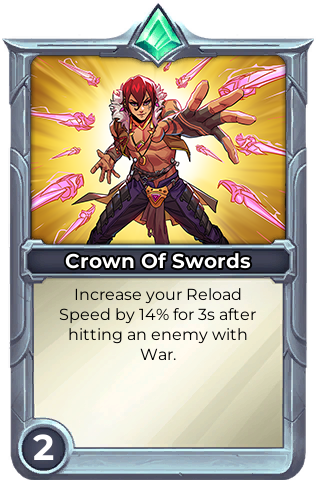 Crown Of Swords
Increase your Reload
Speed by 14% for 3s after
hitting an enemy with
War.
2